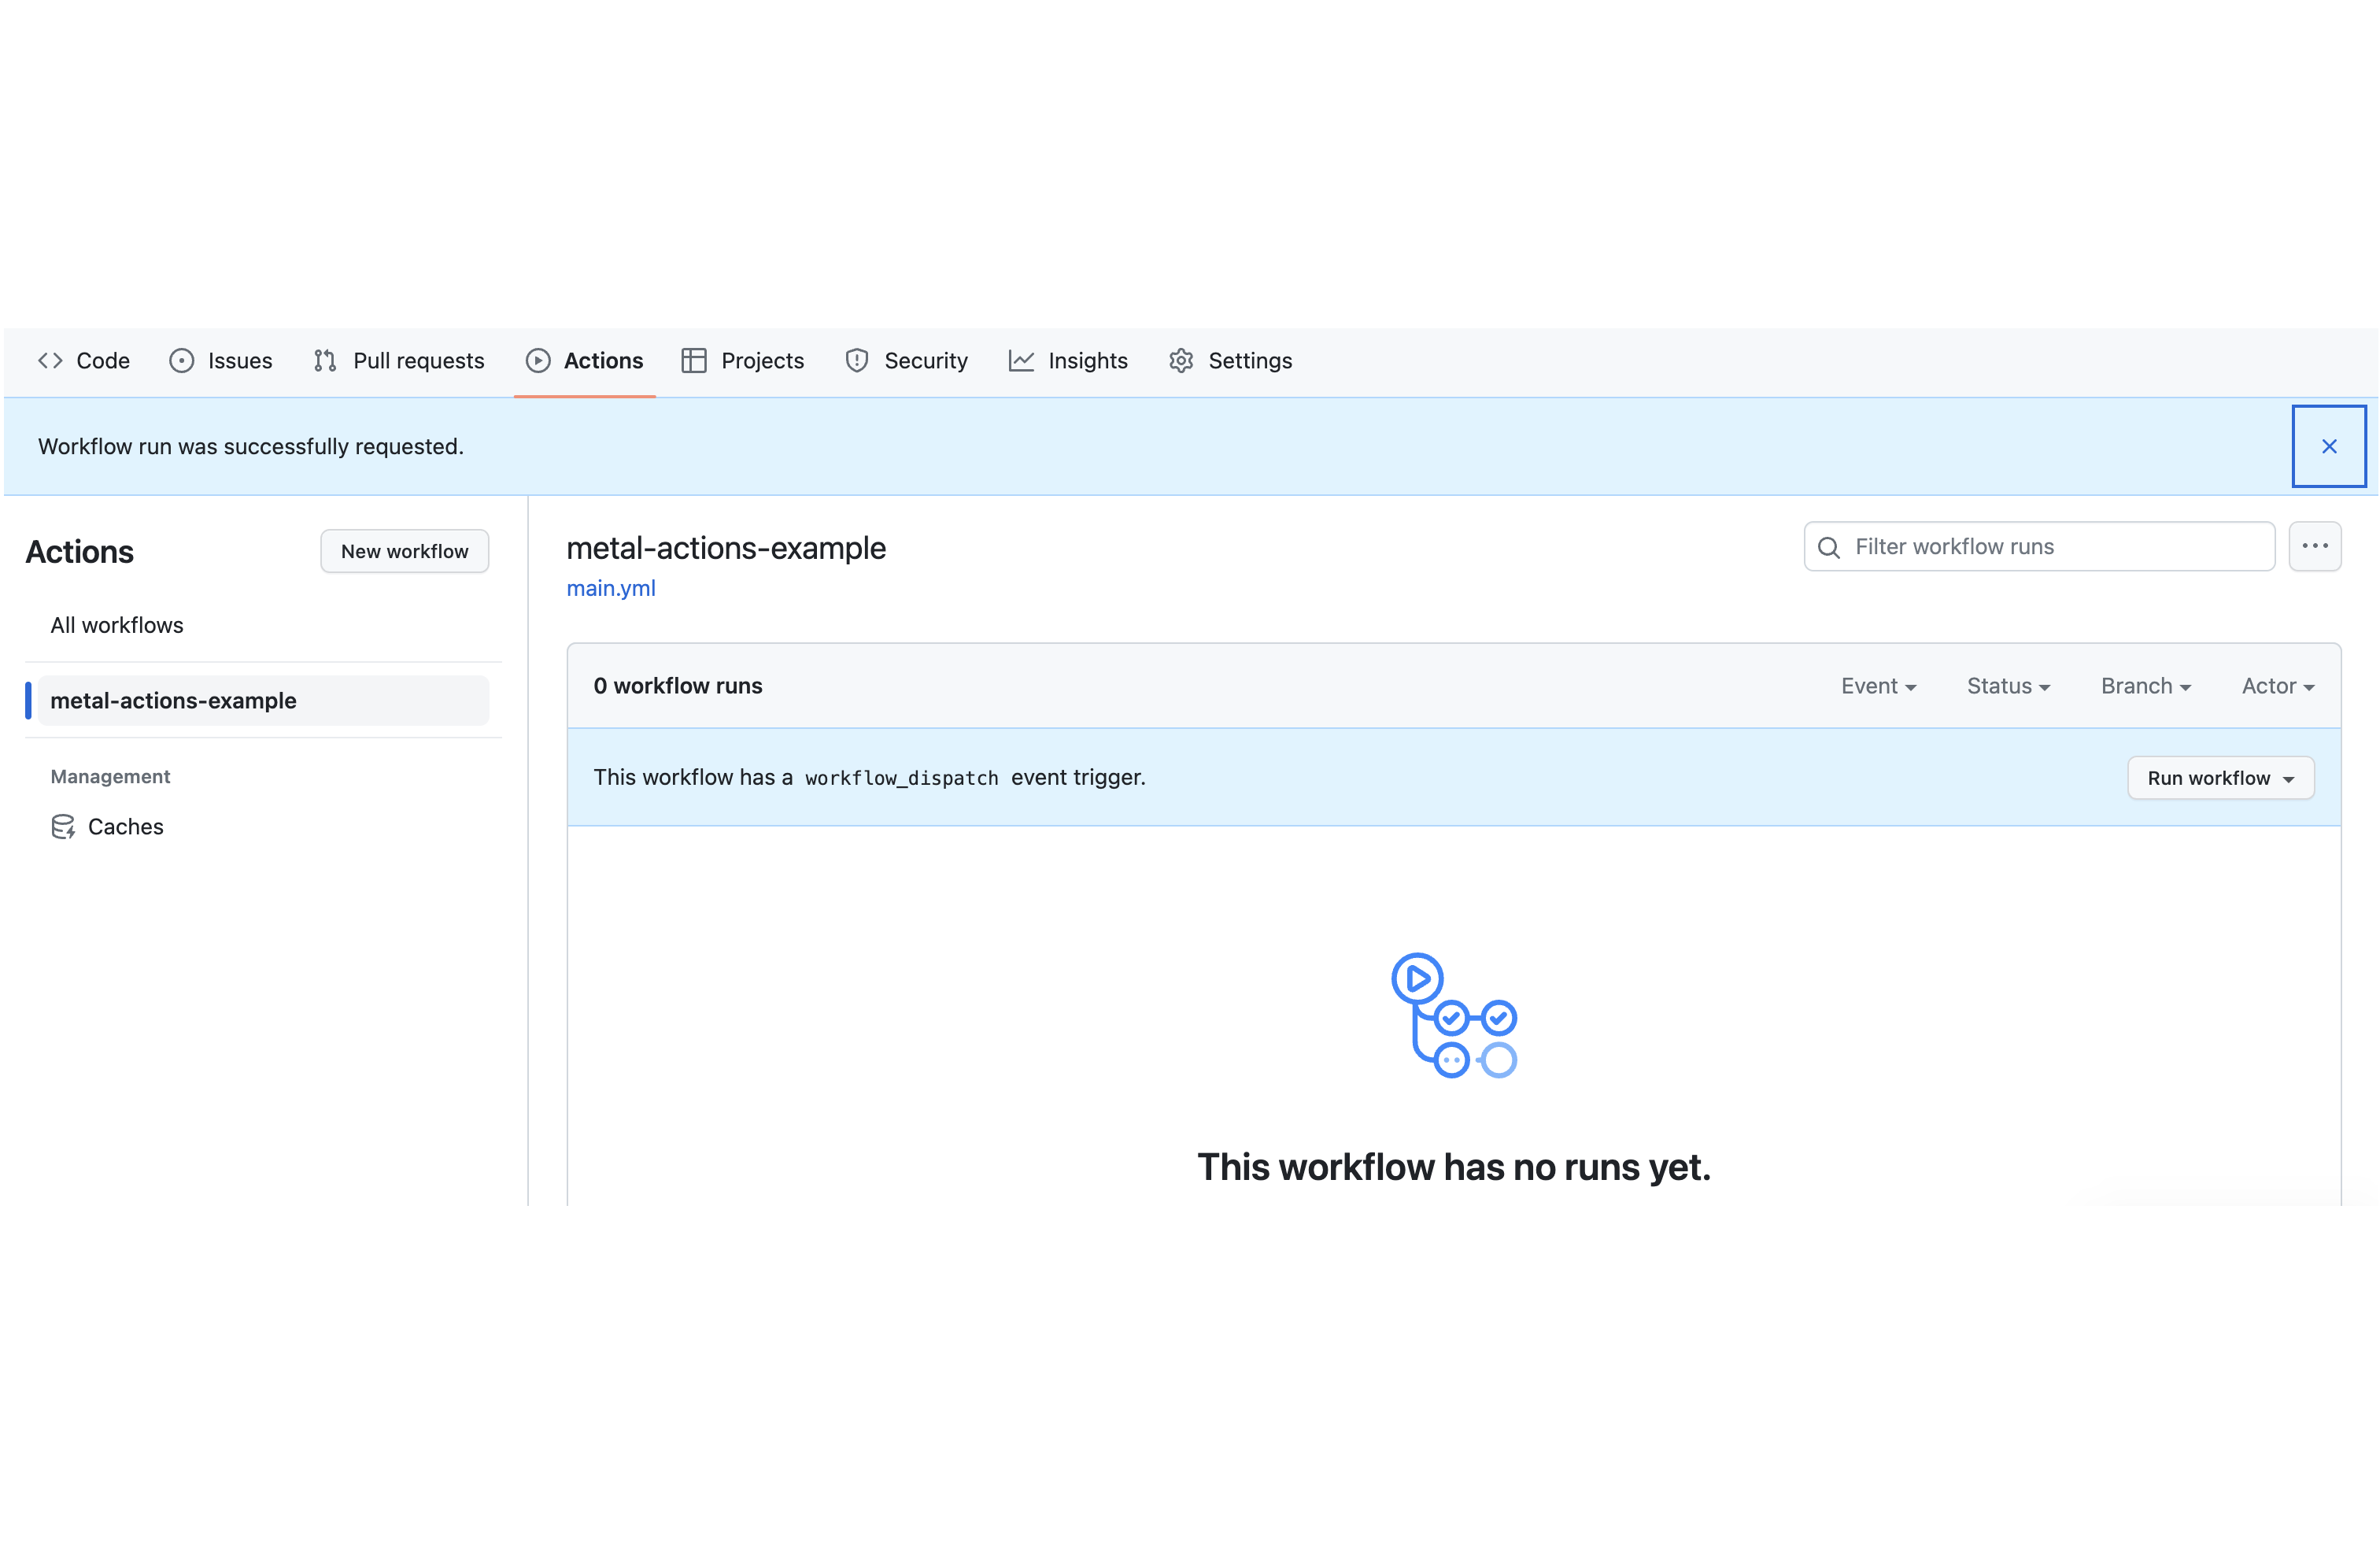 Code Issues Pull requests Actions Projects Security Insights Settings
Workflow run was successfully requested.
Actions New workflow
All workflows
metal-actions-example
Management
Caches
metal-actions-example
main.yml
Filter workflow runs
0 workflow runs Event Status Branch Actor
This workflow has a workflow_dispatch event trigger. Run workflow
This workflow has no runs yet.